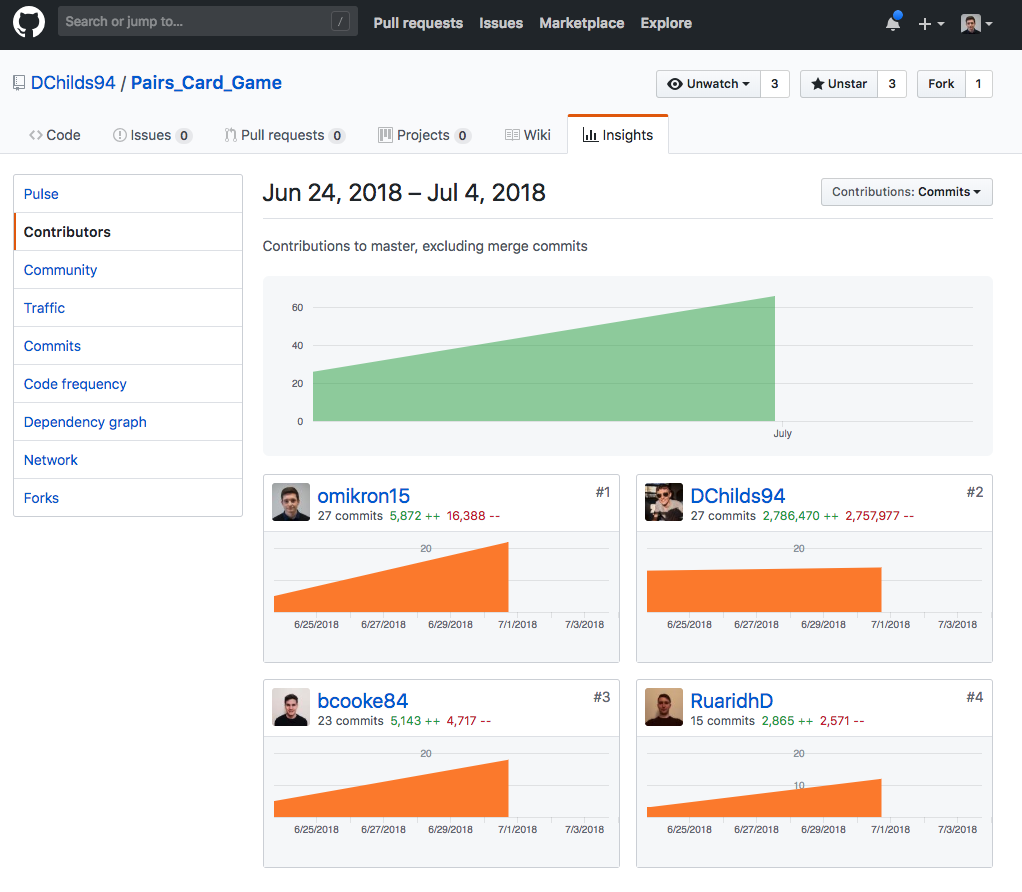 Search or jump to... / Pull requests Issues Marketplace Explore
DChilds94 / Pairs_Card_Game Unwatch 3 Unstar 3 Fork 1
Code Issues 0 Pull requests 0 Projects 0 Wiki Insights
Pulse
Contributors
Community
Traffic
Commits
Code frequency
Dependency graph
Network
Forks
Jun 24, 2018 – Jul 4, 2018 Contributions: Commits
Contributions to master, excluding merge commits
60
40
20
0
July
omikron15 #1
27 commits 5,872 ++ 16,388 --
20
6/25/2018 6/27/2018 6/29/2018 7/1/2018 7/3/2018
DChilds94 #2
27 commits 2,786,470 ++ 2,757,977 --
20
6/25/2018 6/27/2018 6/29/2018 7/1/2018 7/3/2018
bcooke84 #3
23 commits 5,143 ++ 4,717 --
20
6/25/2018 6/27/2018 6/29/2018 7/1/2018 7/3/2018
RuaridhD #4
15 commits 2,865 ++ 2,571 --
20
10
6/25/2018 6/27/2018 6/29/2018 7/1/2018 7/3/2018